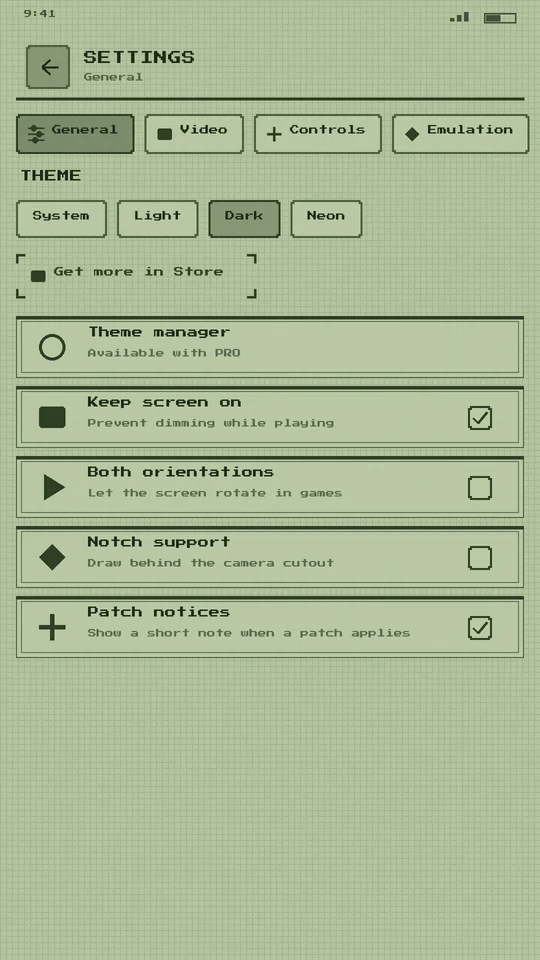 9:41
SETTINGS
General
General Video Controls Emulation
THEME
System Light Dark Neon
Get more in Store
Theme manager
Available with PRO
Keep screen on
Prevent dimming while playing
Both orientations
Let the screen rotate in games
Notch support
Draw behind the camera cutout
Patch notices
Show a short note when a patch applies